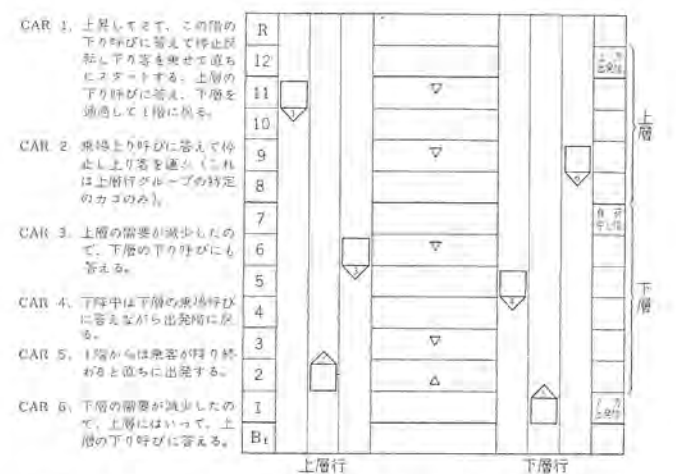 CAR 1. 上昇してきて、この階の
下り呼びに答えて停止反
転し下り客を乗せて直ち
にスタートする。上層の
下り呼びに答え、下層を
通過して1階に戻る。
CAR 2. 乗場上り呼びに答えて停
止し上り客を運ぶ(これ
は上層行グループの特定
のカゴのみ)。
CAR 3. 上層の需要が減少したの
で、下層の下り呼びにも
答える。
CAR 4. 下降中は下層の乗場呼び
に答えながら出発階に戻
る。
CAR 5. 1階からは乗客が降り終
わると直ちに出発する。
CAR 6. 下層の需要が減少したの
で、上層にはいって、上
層の下り呼びに答える。
R
12
11
10
9
8
7
6
5
4
3
2
1
B1
上層
下層
上層行
下層行